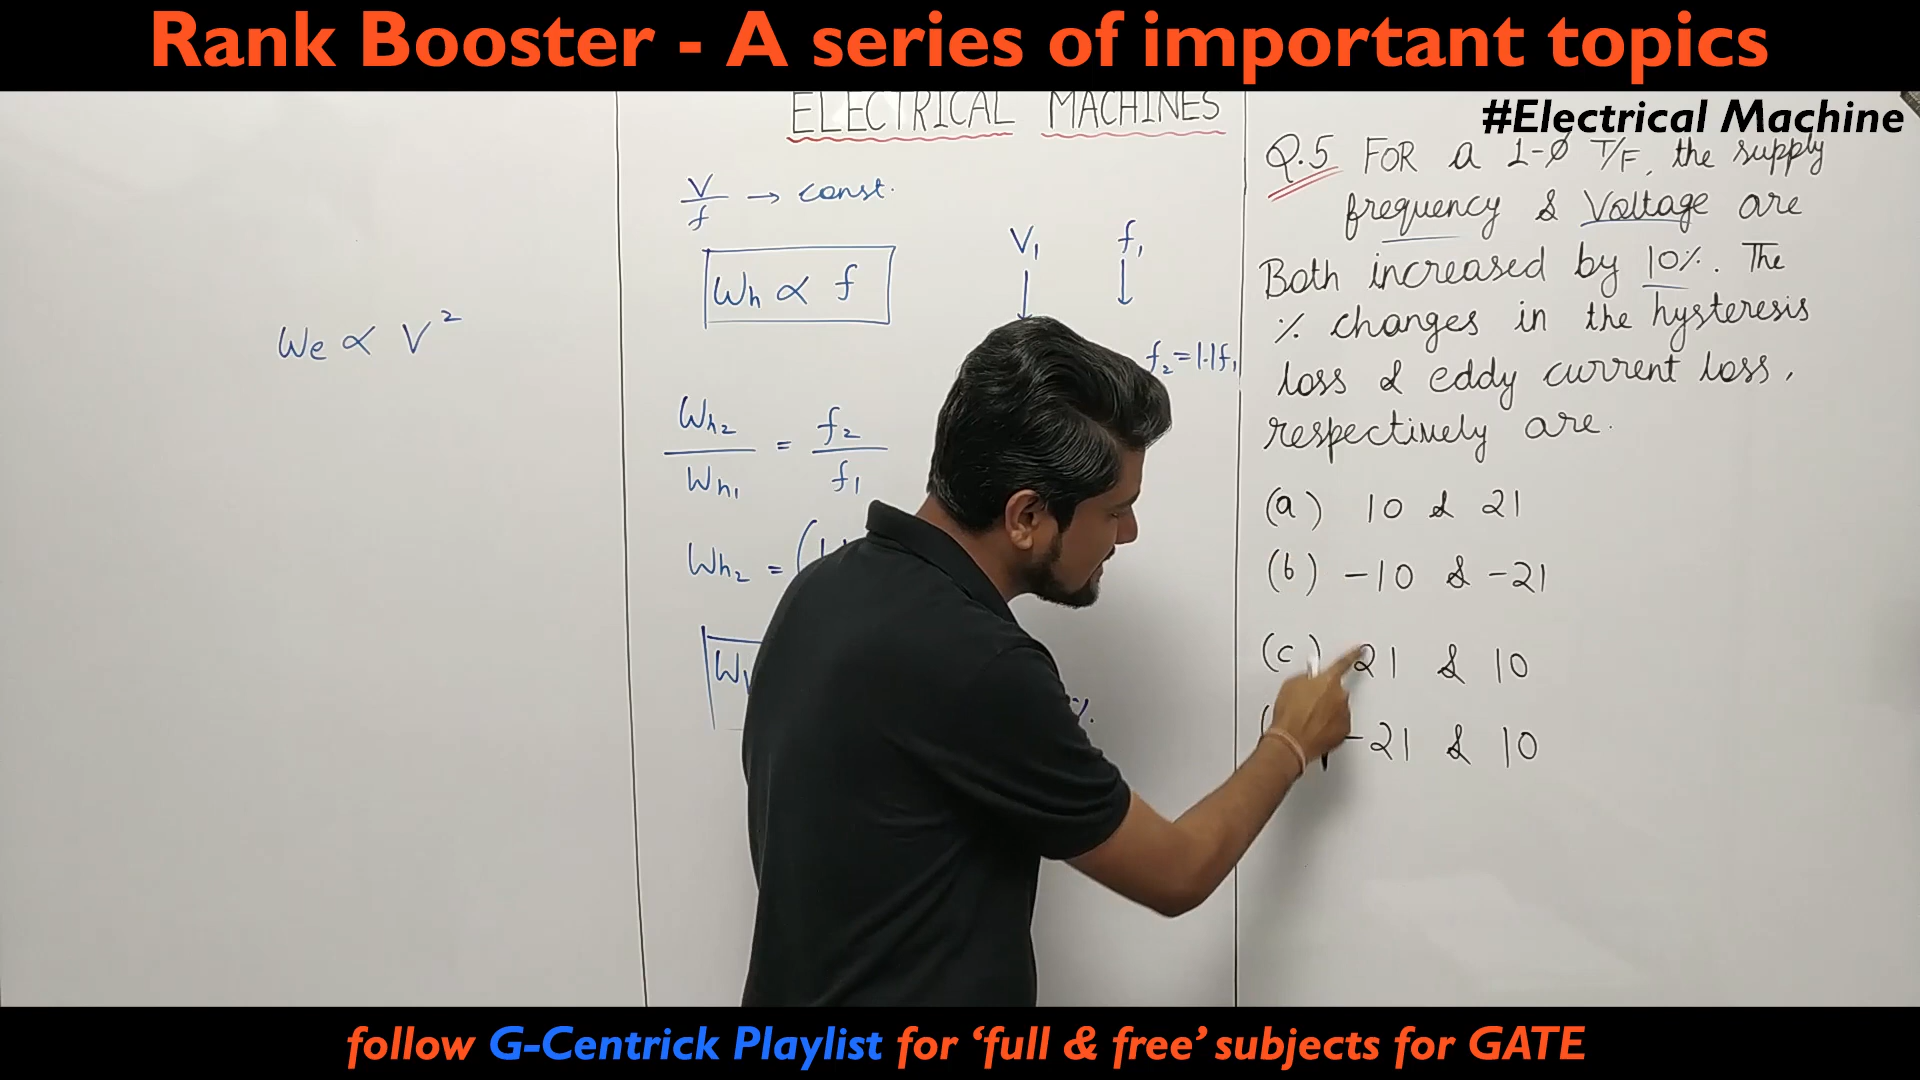 Rank Booster - A series of important topics
#Electrical Machine
ELECTRICAL MACHINES
V/f → const.
Wh ∝ f
V₁ f₁
f₂ = 1.1f₁
Wh₂/Wh₁ = f₂/f₁
Wh₂ =
We ∝ V²
Q.5 FOR a 1-Ø T/F, the supply
frequency & Voltage are
Both increased by 10%. The
% changes in the hysteresis
loss & eddy current loss,
respectively are.
(a) 10 & 21
(b) -10 & -21
(c) 21 & 10
-21 & 10
follow G-Centrick Playlist for ‘full & free’ subjects for GATE